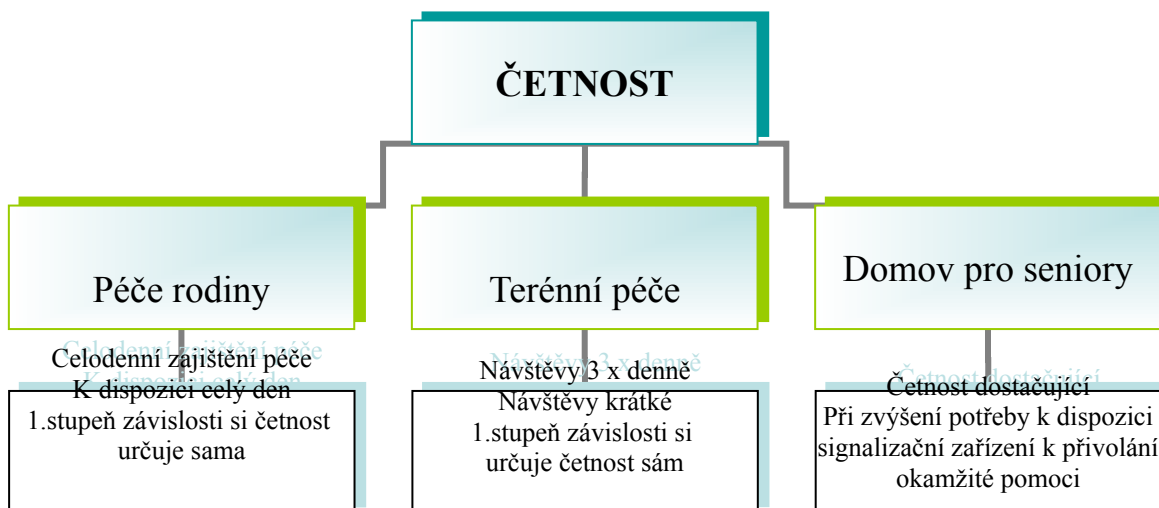 ČETNOST
Péče rodiny
Terénní péče
Domov pro seniory
Celodenní zájištění péče
K dispozici celý den
1.stupeň závislosti si četnost
určuje sama
Návštěvy 3 x denně
Návštěvy krátké
1.stupeň závislosti si
určuje četnost sám
Četnost dostačující
Při zvýšení potřeby k dispozici
signalizační zařízení k přivolání
okamžité pomoci